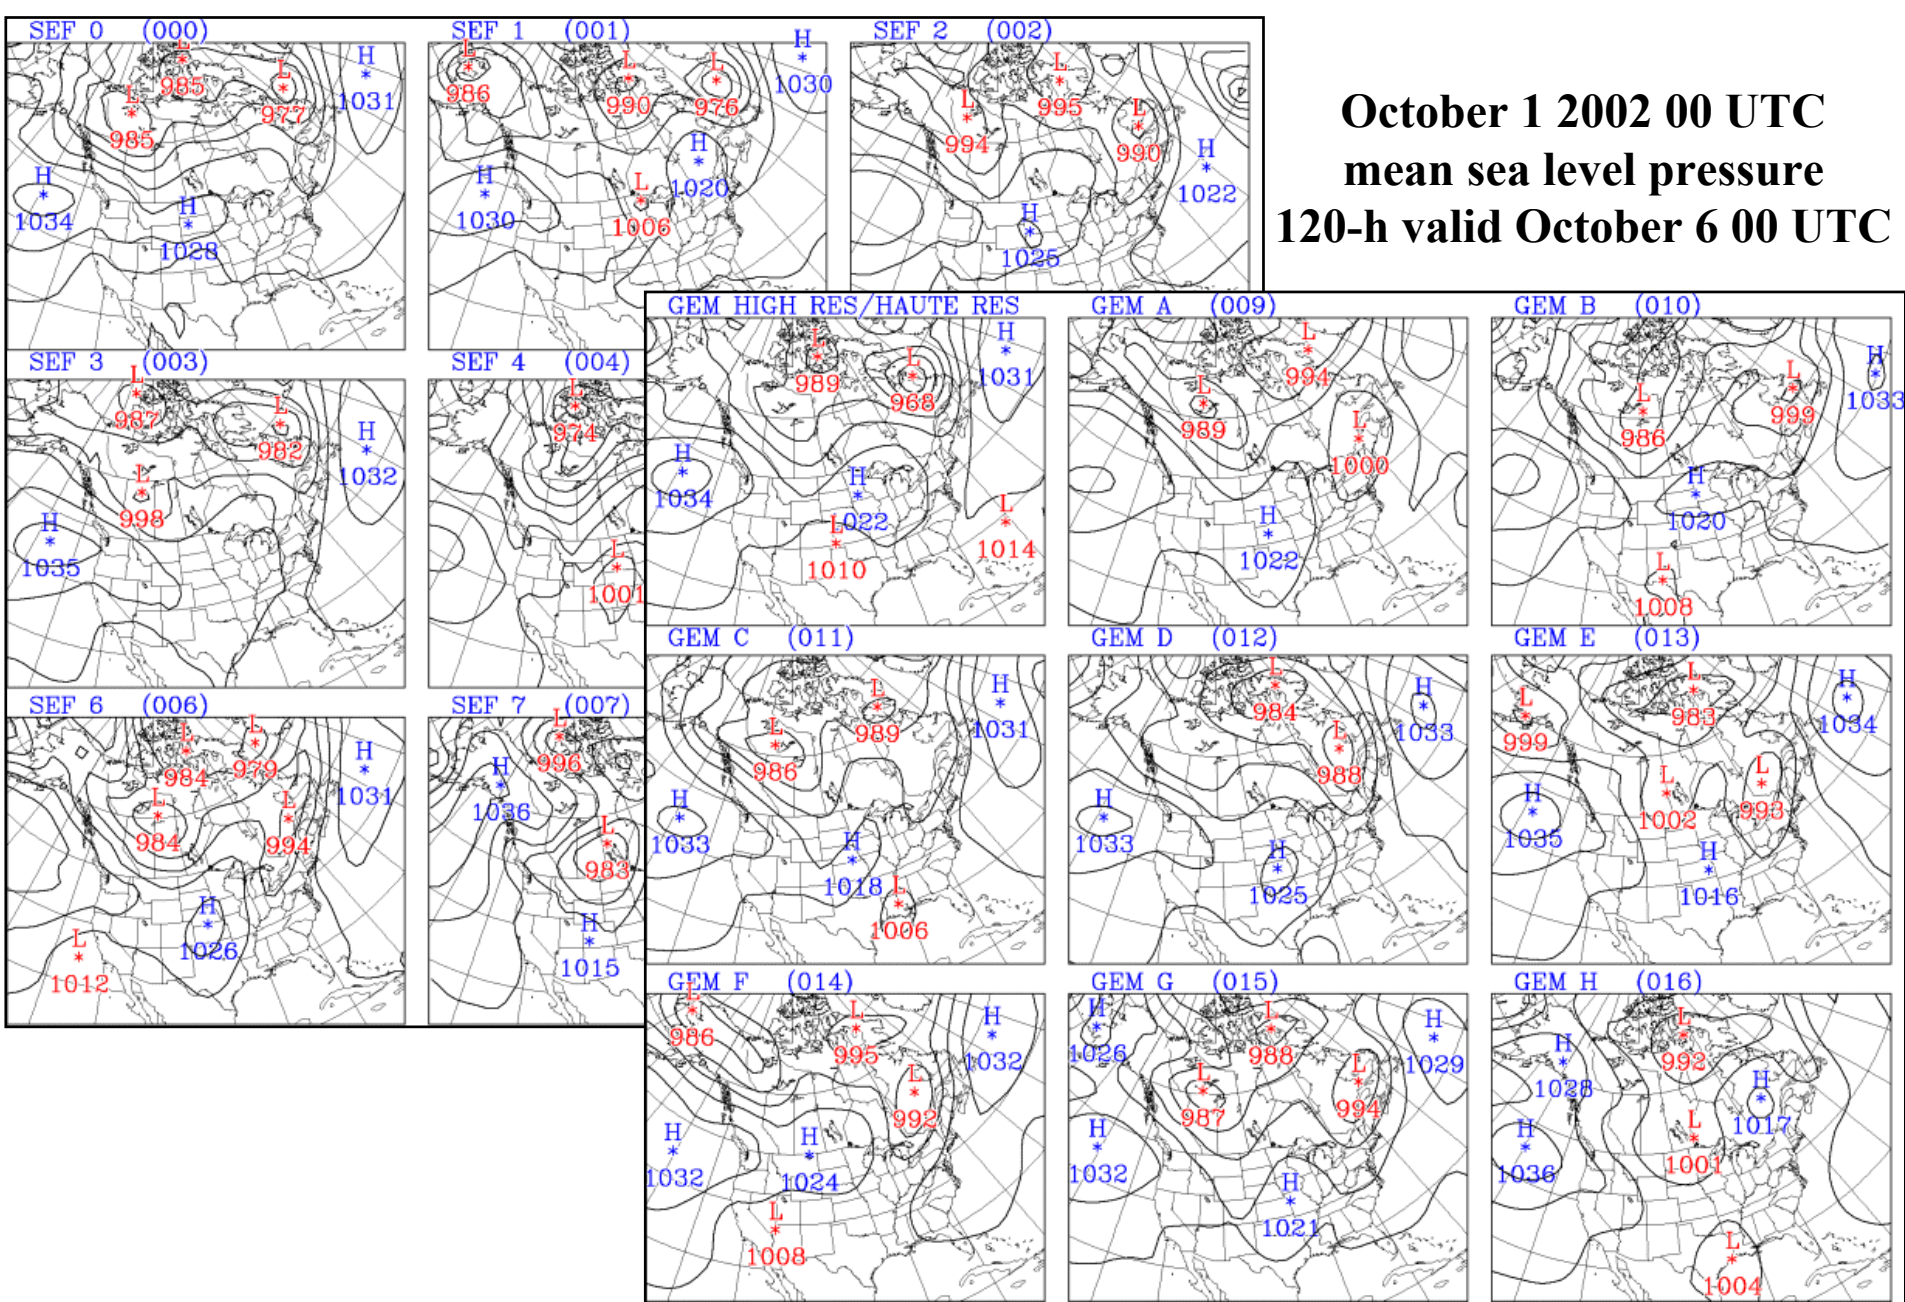 SEF 0 (000)
L
985
L
977
H
1031
L
985
H
1034
H
1028
SEF 1 (001)
L
986
L
990
L
976
H
1030
H
1020
H
1030
L
1006
SEF 2 (002)
L
995
L
994
L
990
H
1022
H
1025
October 1 2002 00 UTC
mean sea level pressure
120-h valid October 6 00 UTC
SEF 3 (003)
L
987
L
982
H
1032
L
998
H
1035
SEF 4 (004)
L
974
L
1001
SEF 6 (006)
L
984
L
979
H
1031
L
984
L
994
H
1026
L
1012
SEF 7 (007)
L
996
H
1036
L
983
H
1015
GEM HIGH RES/HAUTE RES
L
989
L
968
H
1031
H
1034
H
022
L
1010
L
1014
GEM A (009)
L
994
L
989
L
1000
H
1022
GEM B (010)
H
1033
L
999
L
986
H
1020
L
1008
GEM C (011)
L
989
H
1031
L
986
H
1033
H
1018
L
1006
GEM D (012)
L
984
H
1033
L
988
H
1033
H
1025
GEM E (013)
L
983
H
1034
L
999
L
1002
L
993
H
1035
H
1016
GEM F (014)
L
986
L
995
H
1032
L
992
H
1032
H
1024
L
1008
GEM G (015)
H
1026
L
988
H
1029
L
987
L
994
H
1032
H
1021
GEM H (016)
L
992
H
1028
H
1017
L
1001
H
1036
L
1004